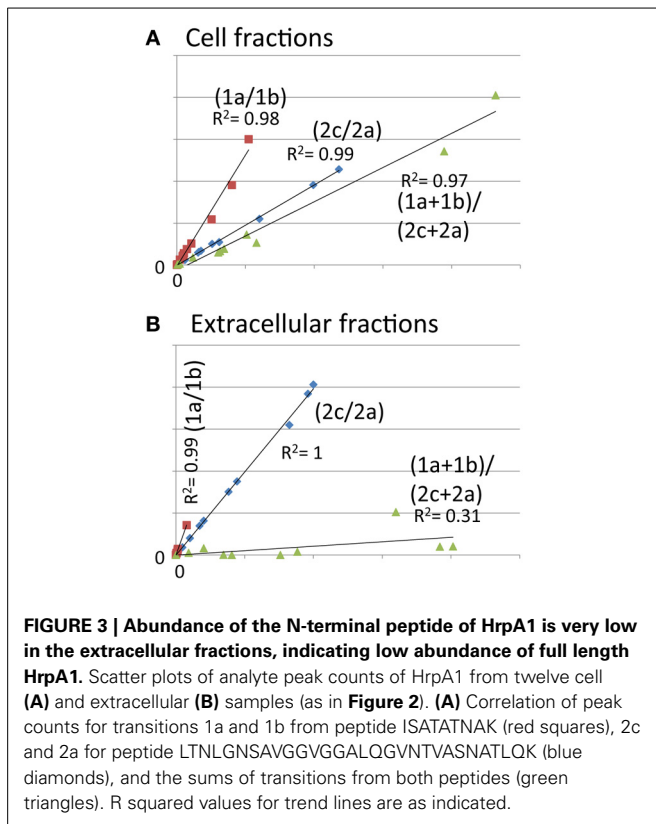 A Cell fractions
(1a/1b)
R²= 0.98
(2c/2a)
R²= 0.99
R²= 0.97
(1a+1b)/
(2c+2a)
0
0
B Extracellular fractions
R²= 0.99 (1a/1b)
(2c/2a)
R²= 1
(1a+1b)/
(2c+2a)
R²= 0.31
0
0
FIGURE 3 | Abundance of the N-terminal peptide of HrpA1 is very low
in the extracellular fractions, indicating low abundance of full length
HrpA1. Scatter plots of analyte peak counts of HrpA1 from twelve cell
(A) and extracellular (B) samples (as in Figure 2). (A) Correlation of peak
counts for transitions 1a and 1b from peptide ISATATNAK (red squares), 2c
and 2a for peptide LTNLGNSAVGGVGGALQGVNTVASNATLQK (blue
diamonds), and the sums of transitions from both peptides (green
triangles). R squared values for trend lines are as indicated.